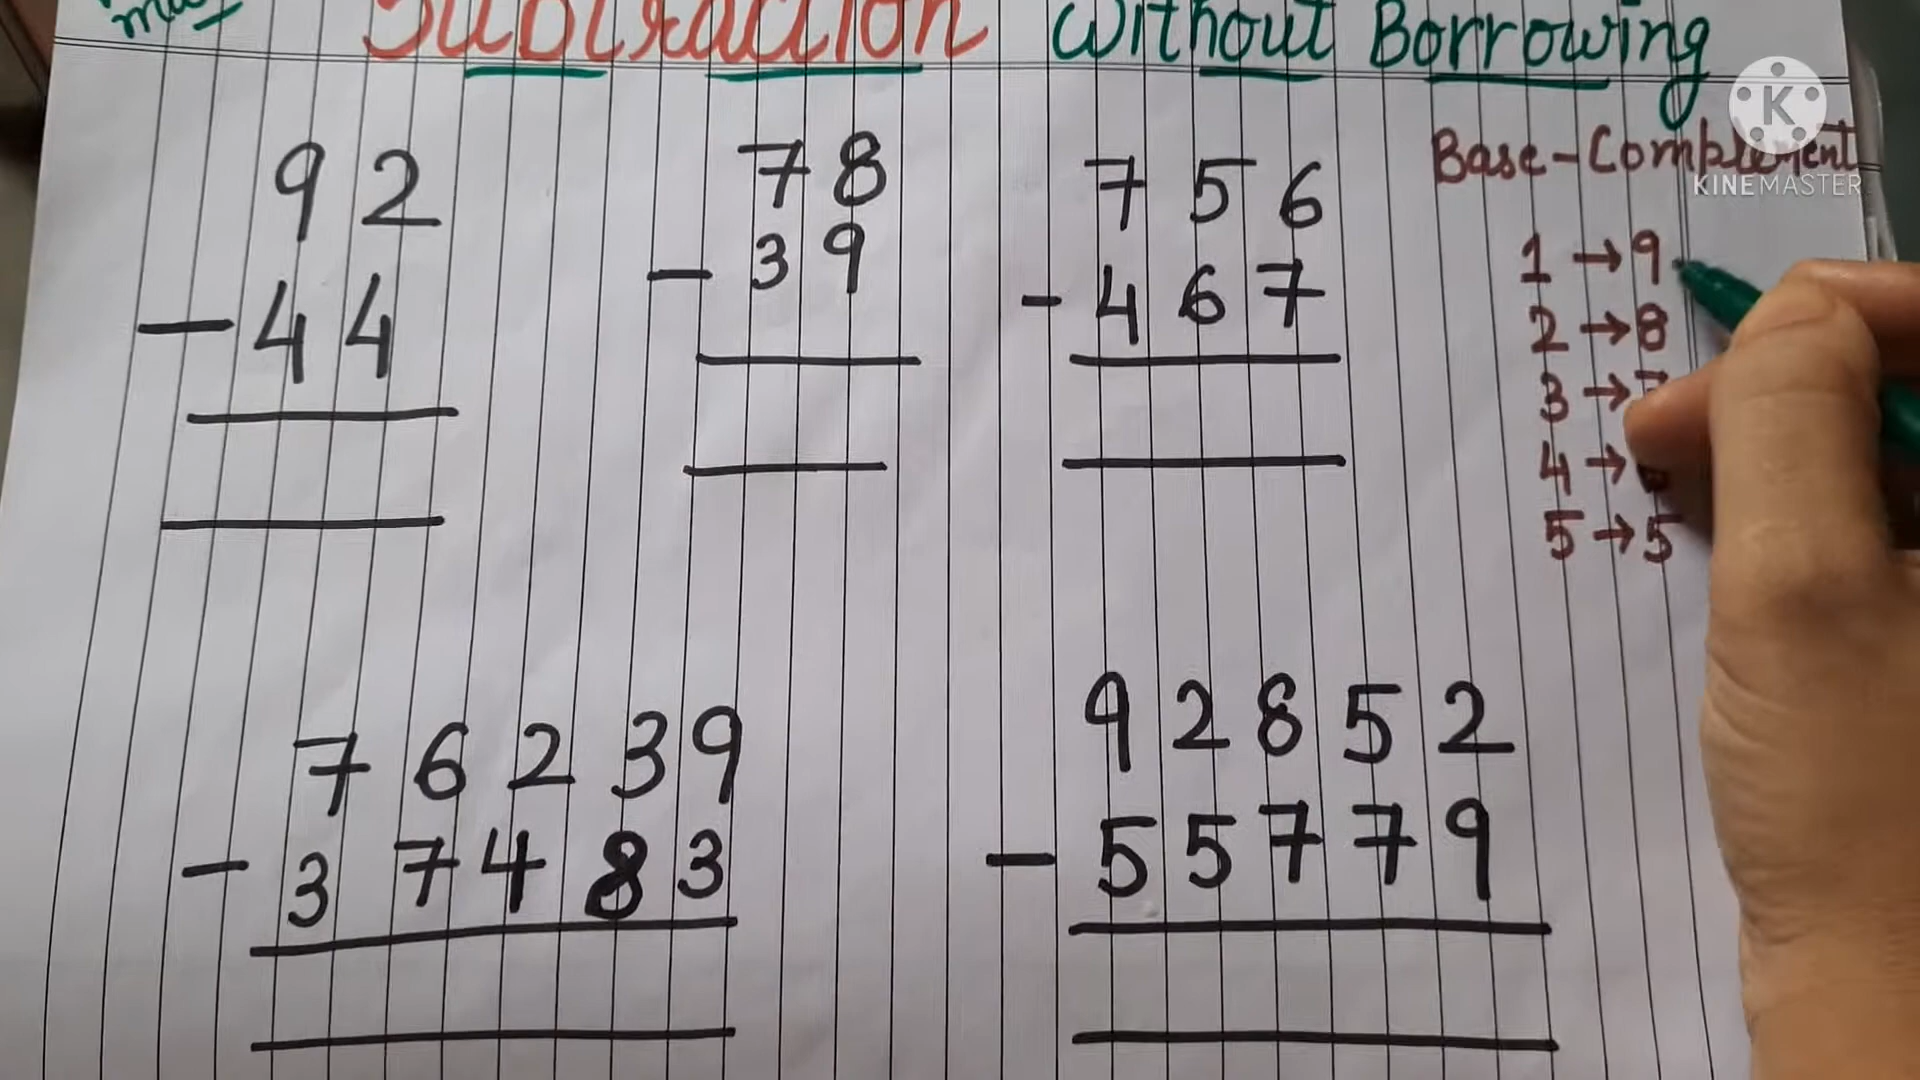 Subtraction Without Borrowing
92
- 44
78
- 39
756
- 467
Base-Complement
KINEMASTER
1 → 9
2 → 8
3 →
4 →
5 → 5
76239
- 37483
92852
- 55779